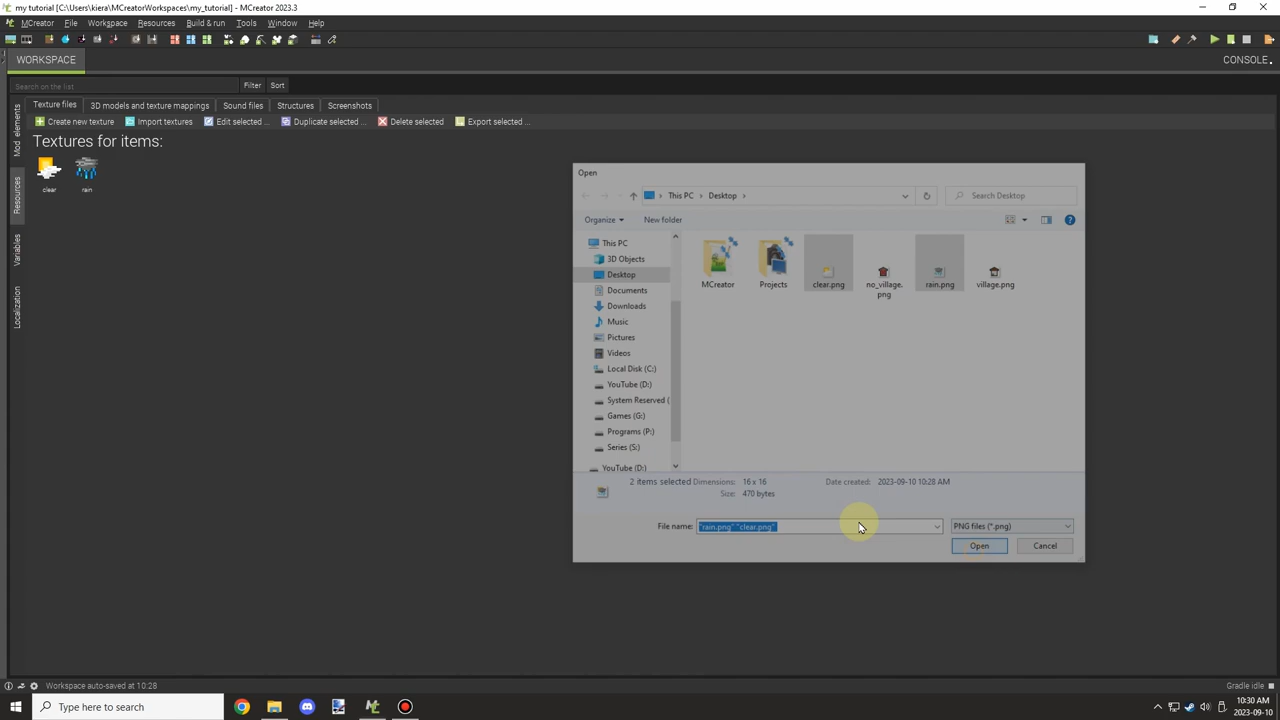 my tutorial [C:\Users\kiera\MCreatorWorkspaces\my_tutorial] - MCreator 2023.3
MCreator File Workspace Resources Build & run Tools Window Help
WORKSPACE
CONSOLE
Search on the list
Filter
Sort
Texture files
3D models and texture mappings
Sound files
Structures
Screenshots
Create new texture
Import textures
Edit selected ...
Duplicate selected ...
Delete selected
Export selected ...
Mod elements
Resources
Variables
Localization
Textures for items:
clear
rain
Open
This PC > Desktop >
Search Desktop
Organize
New folder
This PC
3D Objects
Desktop
Documents
Downloads
Music
Pictures
Videos
Local Disk (C:)
YouTube (D:)
System Reserved (
Games (G:)
Programs (P:)
Series (S:)
YouTube (D:)
MCreator
Projects
clear.png
no_village.
png
rain.png
village.png
2 items selected Dimensions: 16 x 16
Size: 470 bytes
Date created: 2023-09-10 10:28 AM
File name: "rain.png" "clear.png"
PNG files (*.png)
Open
Cancel
Workspace auto-saved at 10:28
Gradle idle
Type here to search
10:30 AM
2023-09-10